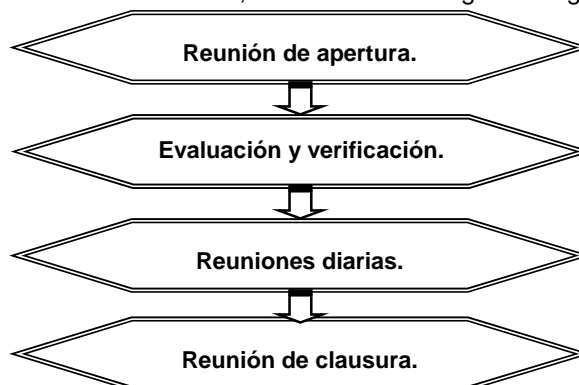 Reunión de apertura.
Evaluación y verificación.
Reuniones diarias.
Reunión de clausura.